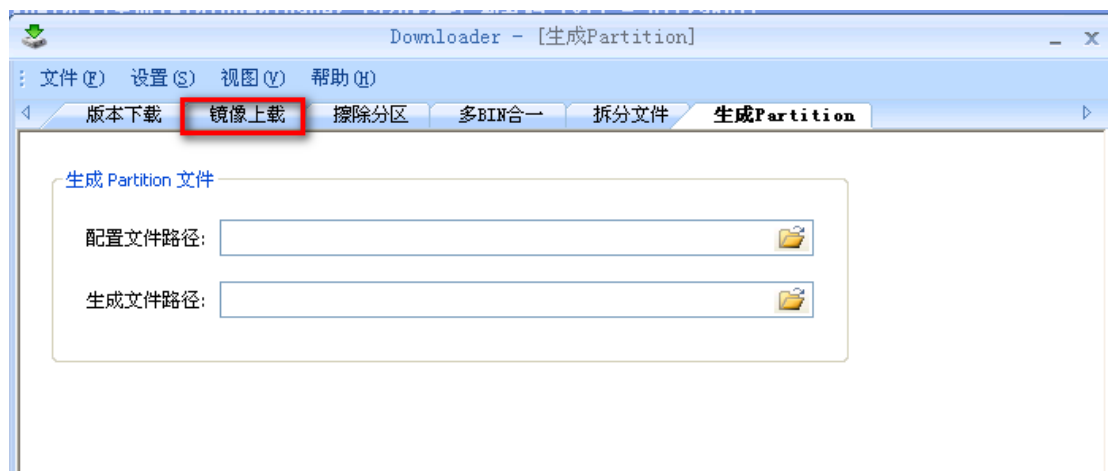 Downloader - [生成Partition]
文件(F) 设置(S) 视图(V) 帮助(H)
版本下载 镜像上载 擦除分区 多BIN合一 拆分文件 生成Partition
生成 Partition 文件
配置文件路径:
生成文件路径: